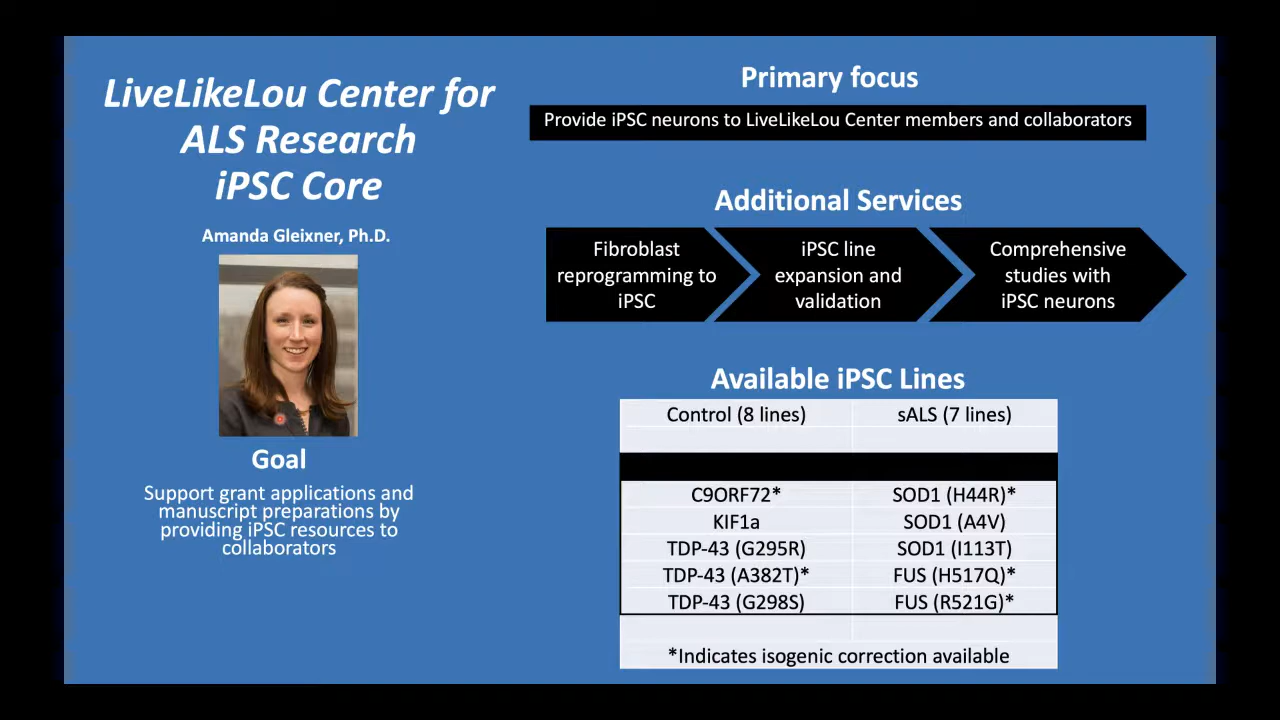 LiveLikeLou Center for
ALS Research
iPSC Core
Amanda Gleixner, Ph.D.
Goal
Support grant applications and
manuscript preparations by
providing iPSC resources to
collaborators
Primary focus
Provide iPSC neurons to LiveLikeLou Center members and collaborators
Additional Services
Fibroblast
reprogramming to
iPSC
iPSC line
expansion and
validation
Comprehensive
studies with
iPSC neurons
Available iPSC Lines
Control (8 lines) sALS (7 lines)
C9ORF72* SOD1 (H44R)*
KIF1a SOD1 (A4V)
TDP-43 (G295R) SOD1 (I113T)
TDP-43 (A382T)* FUS (H517Q)*
TDP-43 (G298S) FUS (R521G)*
*Indicates isogenic correction available